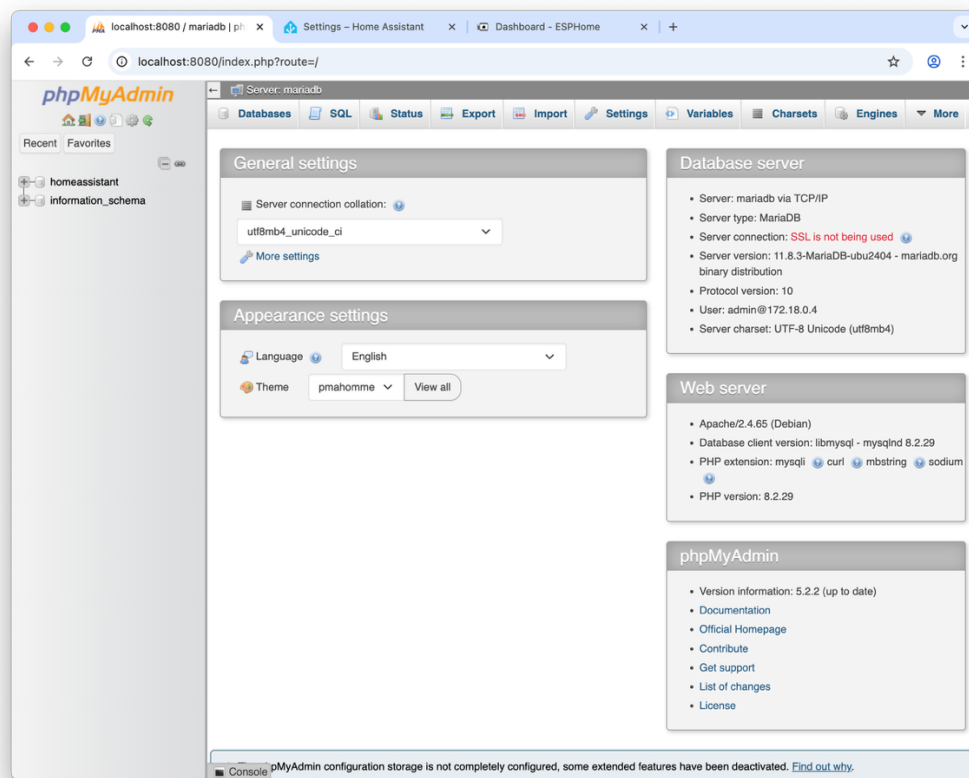 localhost:8080 / mariadb | ph
Settings – Home Assistant
Dashboard - ESPHome
localhost:8080/index.php?route=/
phpMyAdmin
Recent Favorites
homeassistant
information_schema
Server: mariadb
Databases SQL Status Export Import Settings Variables Charsets Engines More
General settings
Server connection collation:
utf8mb4_unicode_ci
More settings
Appearance settings
Language English
Theme pmahomme View all
Database server
Server: mariadb via TCP/IP
Server type: MariaDB
Server connection: SSL is not being used
Server version: 11.8.3-MariaDB-ubu2404 - mariadb.org
binary distribution
Protocol version: 10
User: admin@172.18.0.4
Server charset: UTF-8 Unicode (utf8mb4)
Web server
Apache/2.4.65 (Debian)
Database client version: libmysql - mysqlnd 8.2.29
PHP extension: mysqli curl mbstring sodium
PHP version: 8.2.29
phpMyAdmin
Version information: 5.2.2 (up to date)
Documentation
Official Homepage
Contribute
Get support
List of changes
License
pMyAdmin configuration storage is not completely configured, some extended features have been deactivated. Find out why.
Console